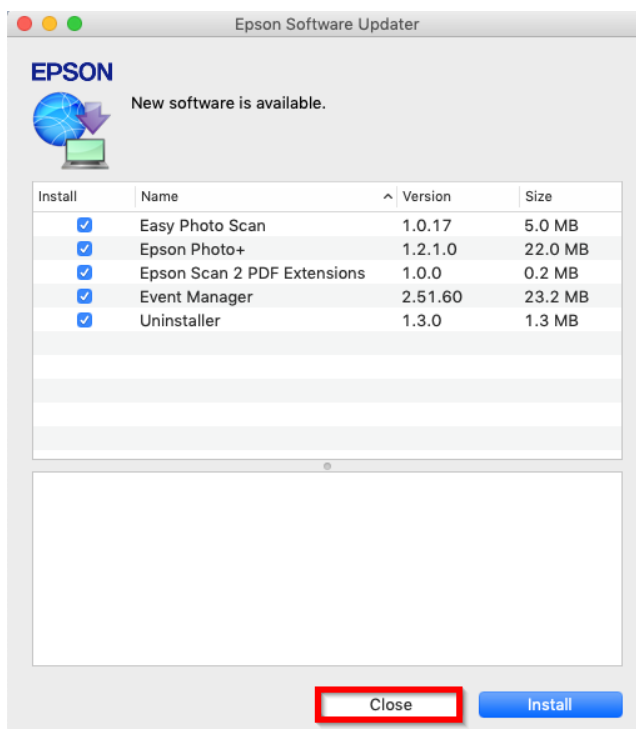 Epson Software Updater
EPSON
New software is available.
Install Name Version Size
Easy Photo Scan 1.0.17 5.0 MB
Epson Photo+ 1.2.1.0 22.0 MB
Epson Scan 2 PDF Extensions 1.0.0 0.2 MB
Event Manager 2.51.60 23.2 MB
Uninstaller 1.3.0 1.3 MB
Close Install